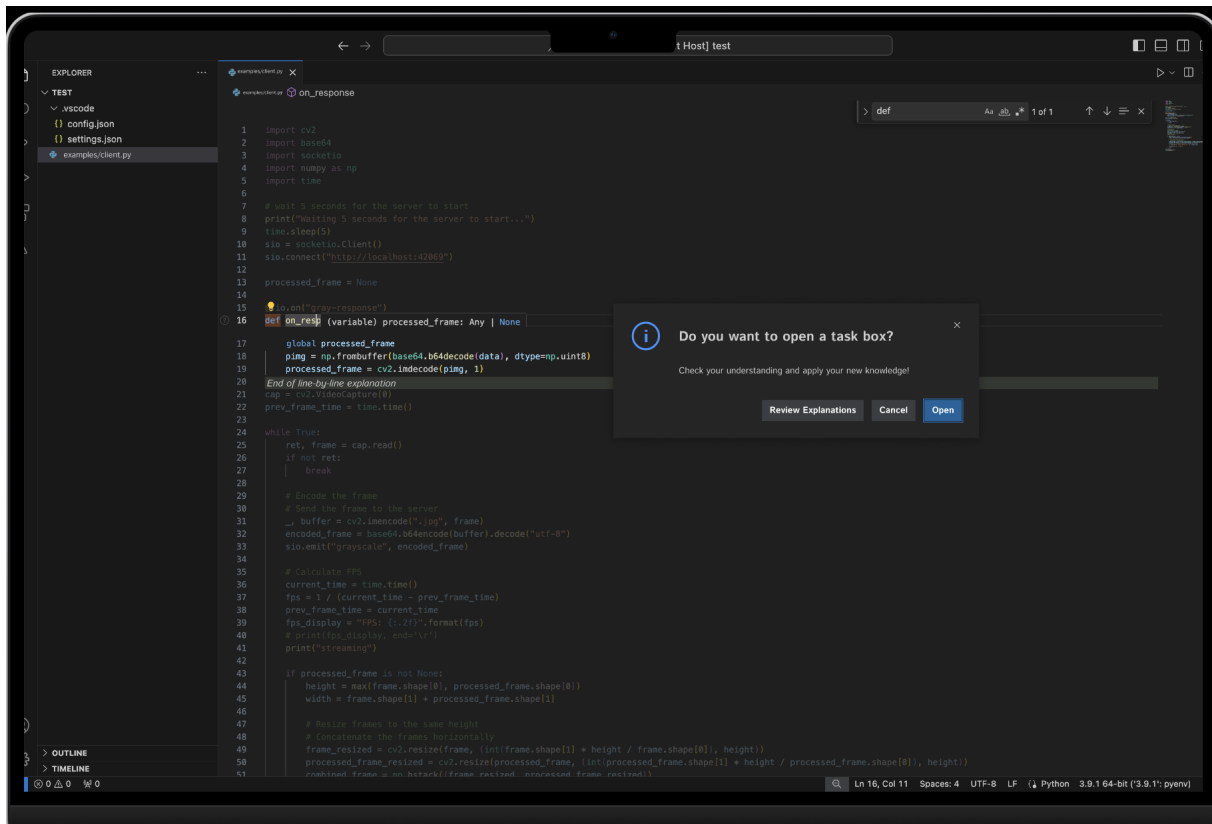 t Host] test
EXPLORER
TEST
.vscode
{} config.json
{} settings.json
examples/client.py
OUTLINE
TIMELINE
examples/client.py
examples/client.py on_response
def
Aa ab 1 of 1
1 import cv2
2 import base64
3 import socketio
4 import numpy as np
5 import time
6
7 # wait 5 seconds for the server to start
8 print("Waiting 5 seconds for the server to start...")
9 time.sleep(5)
10 sio = socketio.Client()
11 sio.connect("http://localhost:42069")
12
13 processed_frame = None
14
15 io.on("gray-response")
16 def on_resp (variable) processed_frame: Any | None
17 global processed_frame
18 pimg = np.frombuffer(base64.b64decode(data), dtype=np.uint8)
19 processed_frame = cv2.imdecode(pimg, 1)
20 End of line-by-line explanation
21 cap = cv2.VideoCapture(0)
22 prev_frame_time = time.time()
23
24 while True:
25 ret, frame = cap.read()
26 if not ret:
27 break
28
29 # Encode the frame
30 # Send the frame to the server
31 _, buffer = cv2.imencode(".jpg", frame)
32 encoded_frame = base64.b64encode(buffer).decode("utf-8")
33 sio.emit("grayscale", encoded_frame)
34
35 # Calculate FPS
36 current_time = time.time()
37 fps = 1 / (current_time - prev_frame_time)
38 prev_frame_time = current_time
39 fps_display = "FPS: {:.2f}".format(fps)
40 # print(fps_display, end="\r")
41 print("streaming")
42
43 if processed_frame is not None:
44 height = max(frame.shape[0], processed_frame.shape[0])
45 width = frame.shape[1] + processed_frame.shape[1]
46
47 # Resize frames to the same height
48 # Concatenate the frames horizontally
49 frame_resized = cv2.resize(frame, (int(frame.shape[1] * height / frame.shape[0]), height))
50 processed_frame_resized = cv2.resize(processed_frame, (int(processed_frame.shape[1] * height / processed_frame.shape[0]), height))
51 combined_frame = np.hstack((frame_resized, processed_frame_resized))
Do you want to open a task box?
Check your understanding and apply your new knowledge!
Review Explanations Cancel Open
0 0 0
Ln 16, Col 11 Spaces: 4 UTF-8 LF Python 3.9.1 64-bit ('3.9.1': pyenv)